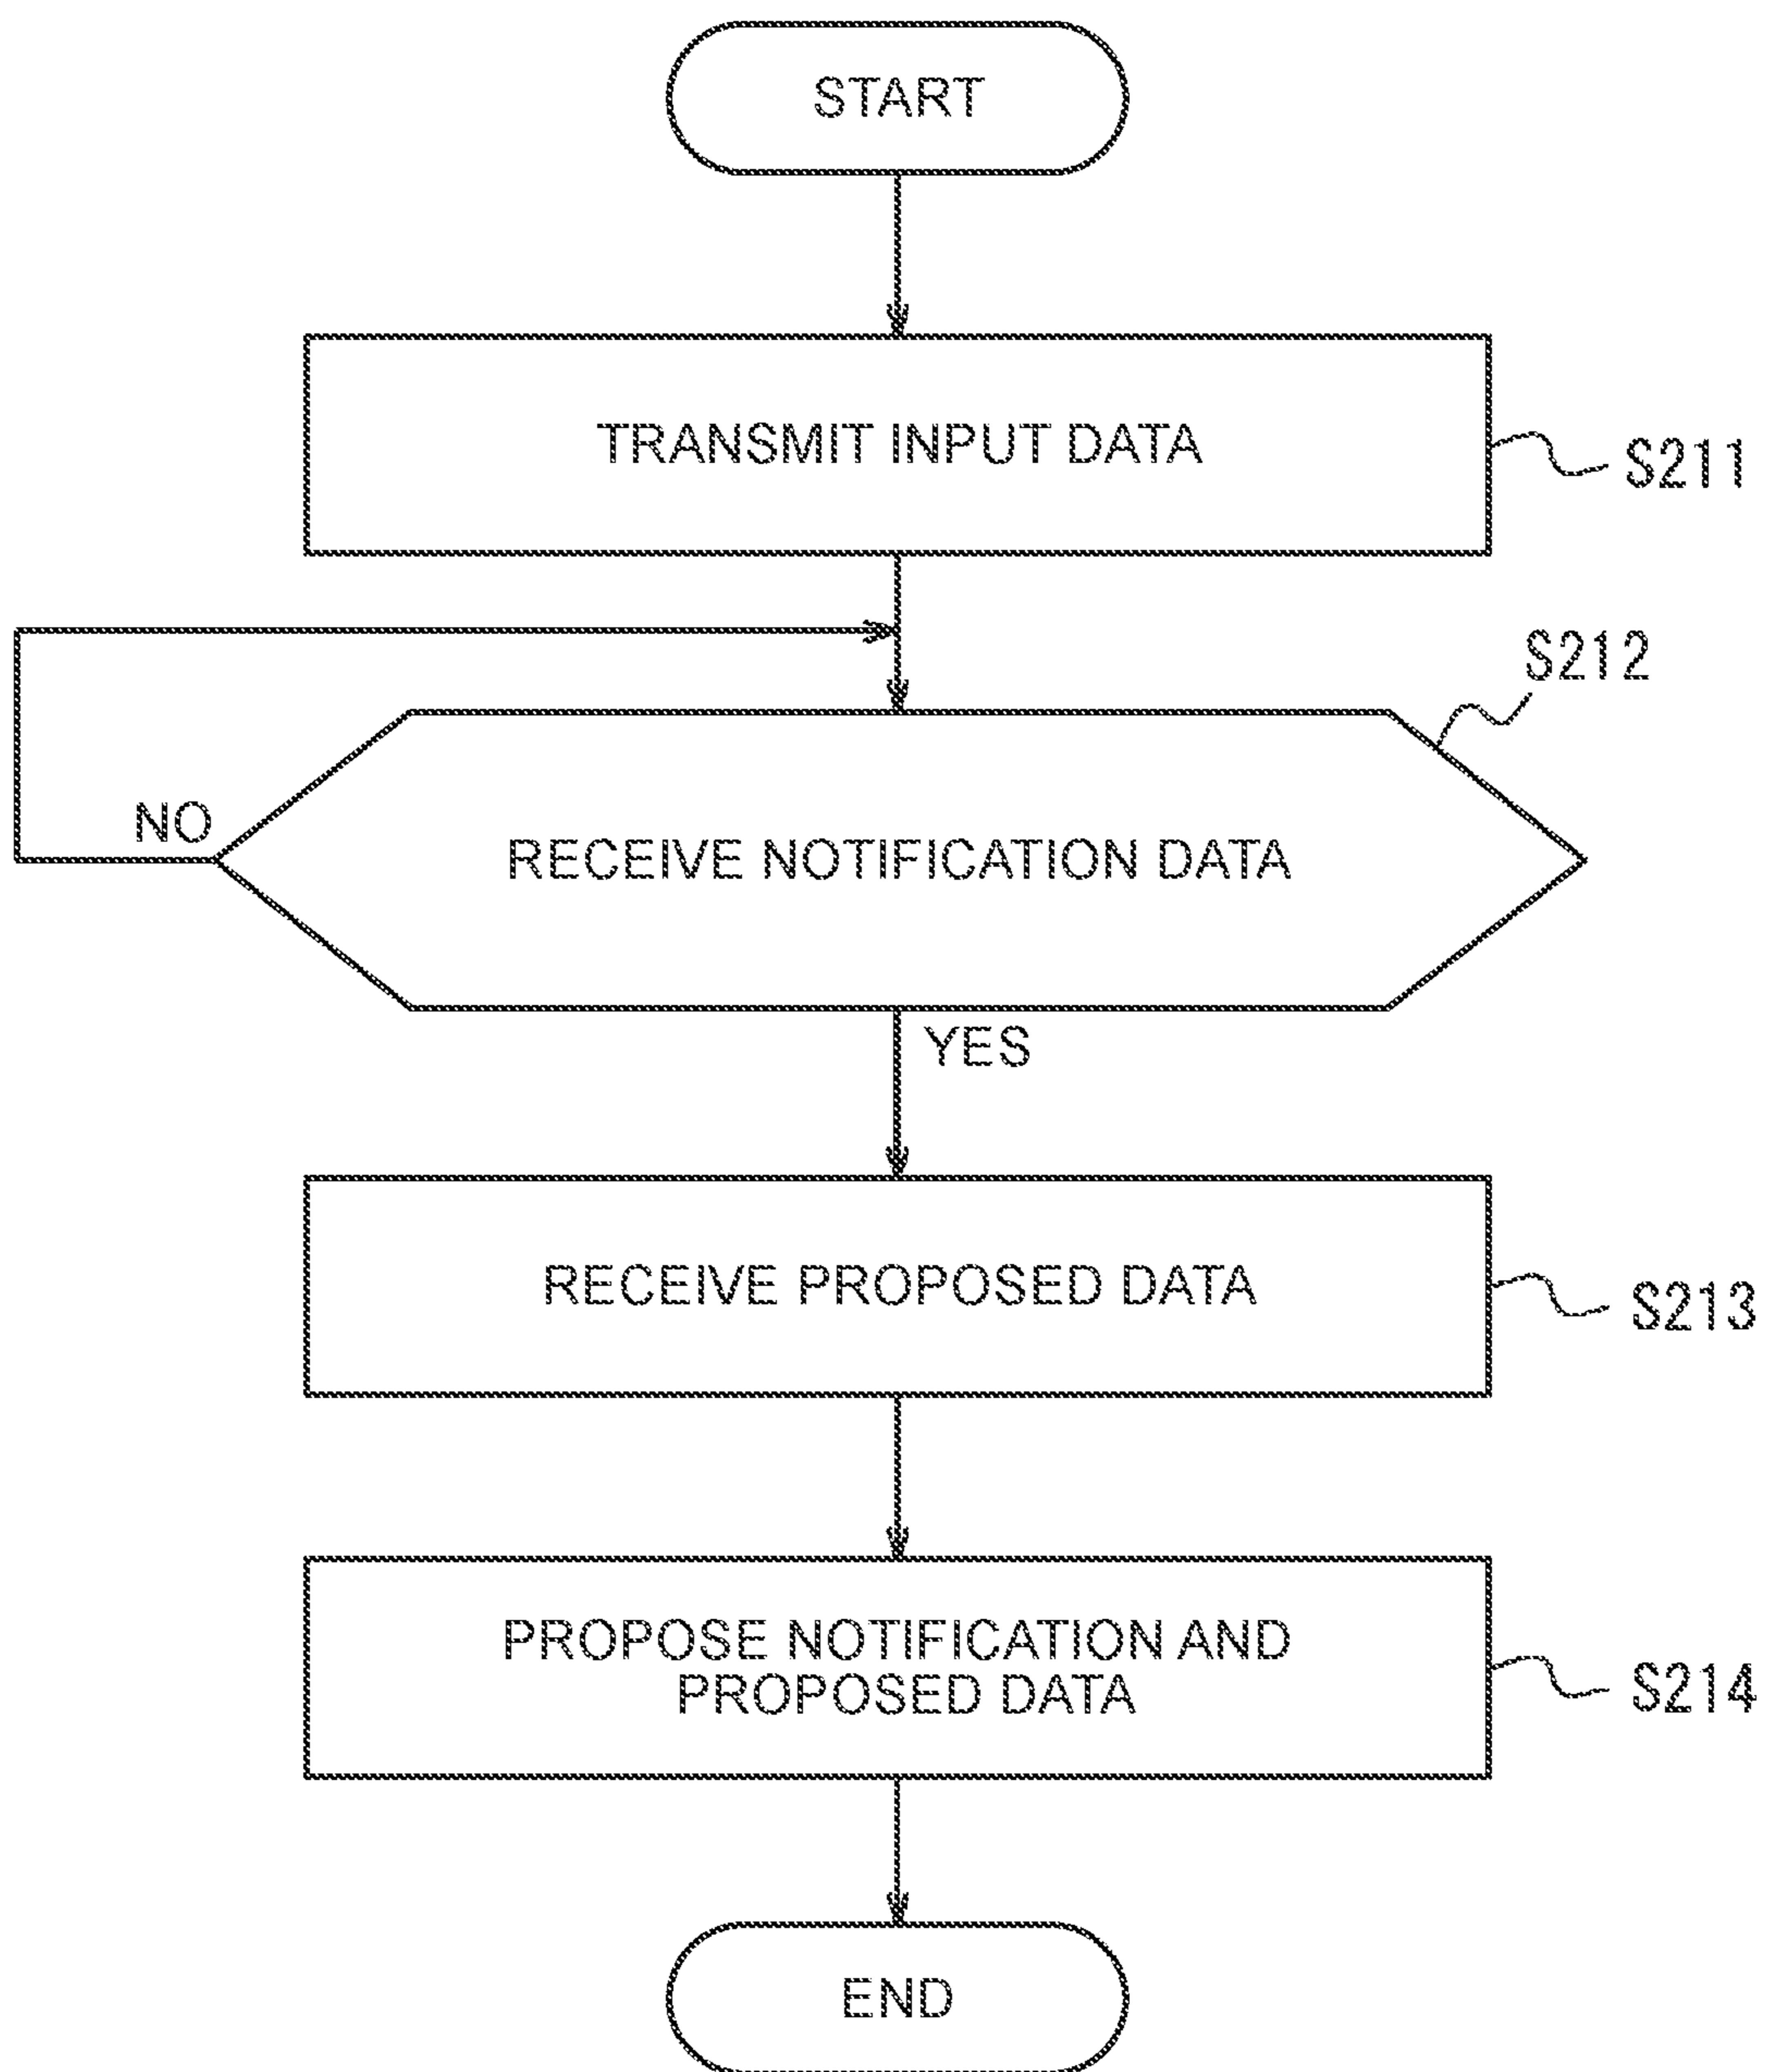 START
TRANSMIT INPUT DATA
S211
S212
NO
RECEIVE NOTIFICATION DATA
YES
RECEIVE PROPOSED DATA
S213
PROPOSE NOTIFICATION AND
PROPOSED DATA
S214
END